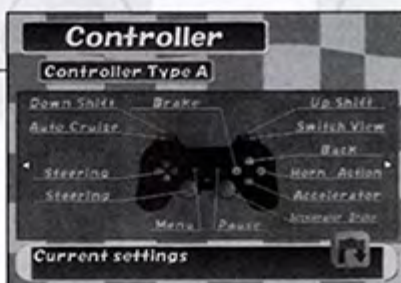 Controller
Controller Type A
Down Shift Brake Up Shift
Auto Cruise Switch View
Back
Steering Horn Action
Steering Accelerator
Menu Pause
Current settings